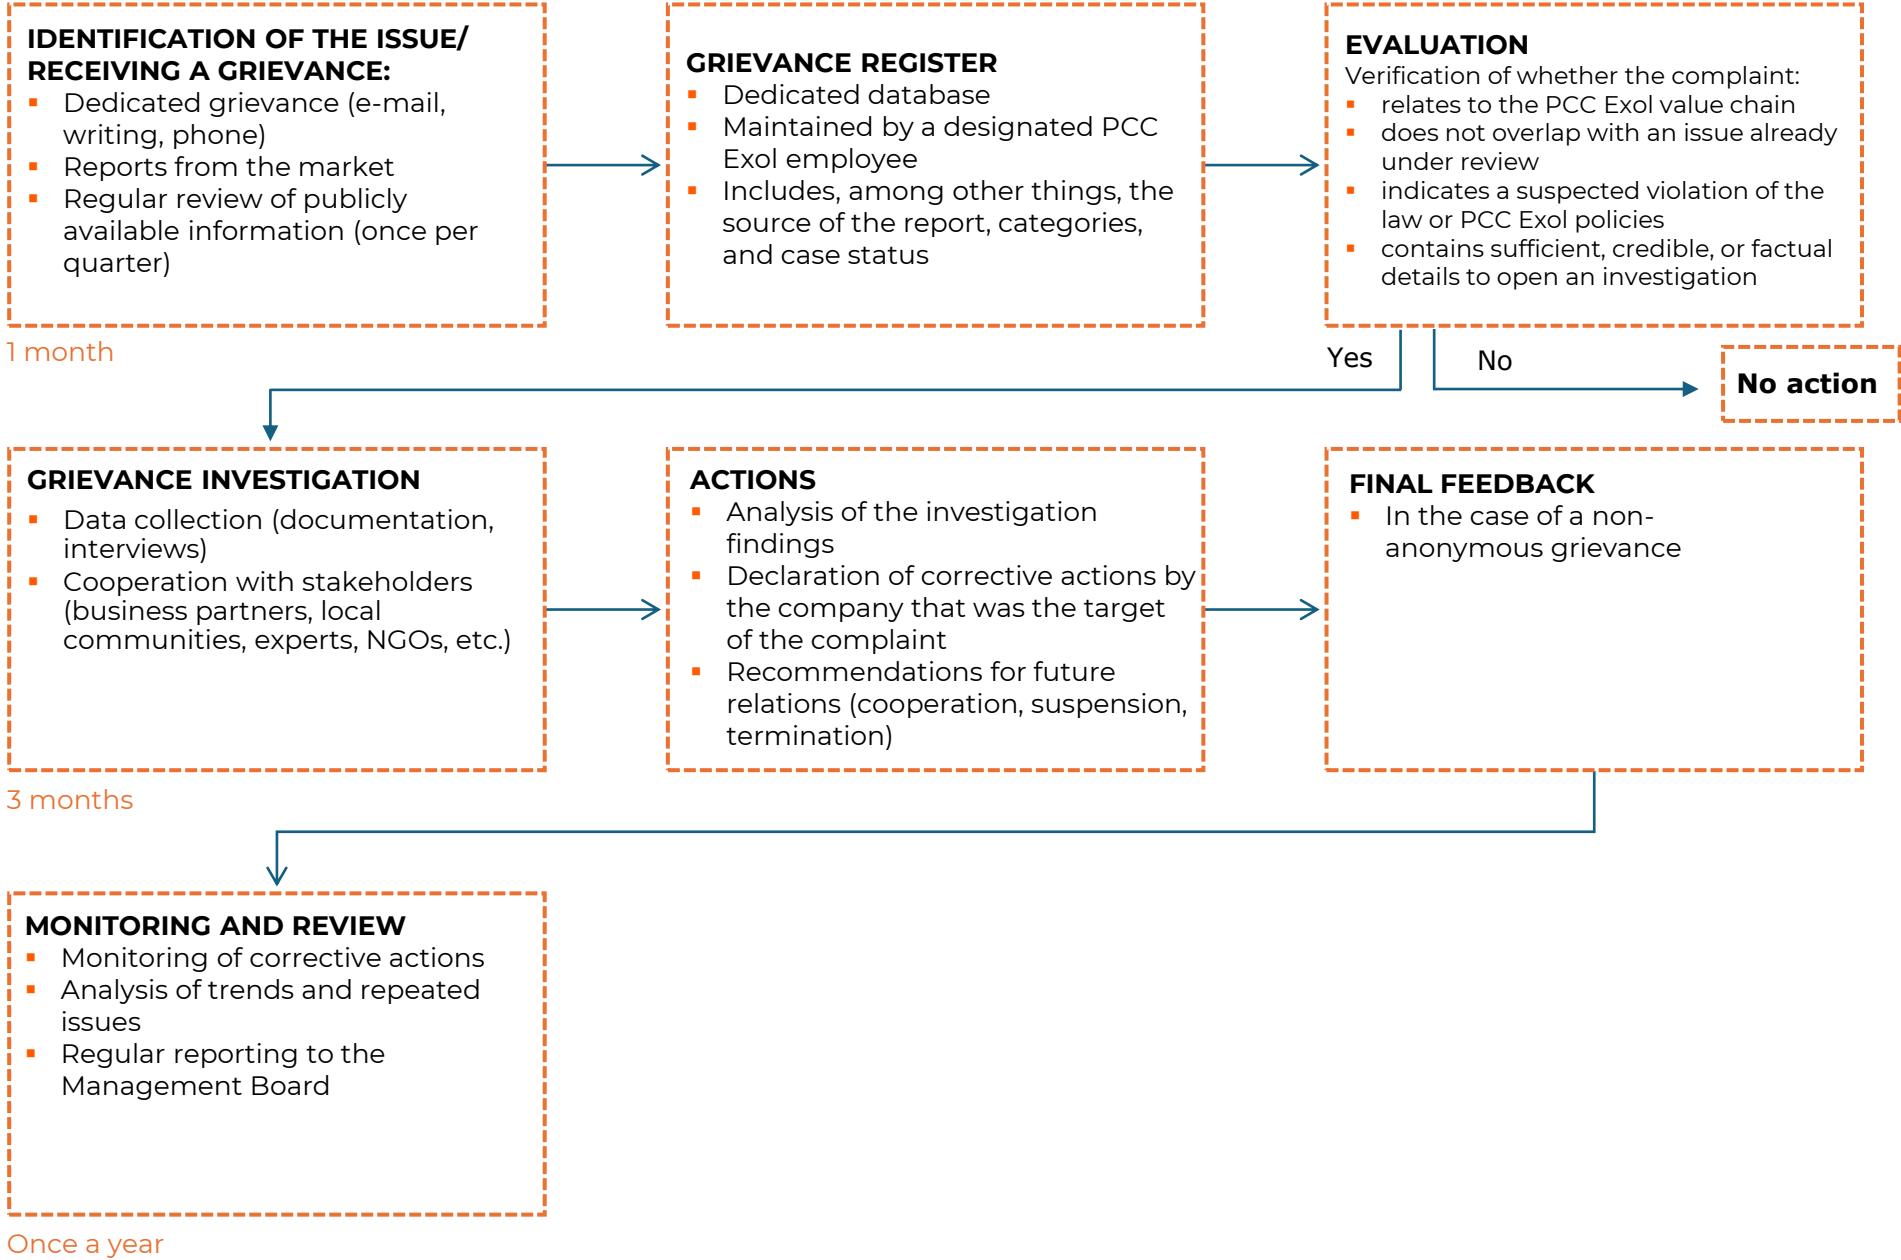 IDENTIFICATION OF THE ISSUE/
RECEIVING A GRIEVANCE:
▪ Dedicated grievance (e-mail,
writing, phone)
▪ Reports from the market
▪ Regular review of publicly
available information (once per
quarter)
1 month
GRIEVANCE REGISTER
▪ Dedicated database
▪ Maintained by a designated PCC
Exol employee
▪ Includes, among other things, the
source of the report, categories,
and case status
EVALUATION
Verification of whether the complaint:
▪ relates to the PCC Exol value chain
▪ does not overlap with an issue already
under review
▪ indicates a suspected violation of the
law or PCC Exol policies
▪ contains sufficient, credible, or factual
details to open an investigation
Yes
No
No action
GRIEVANCE INVESTIGATION
▪ Data collection (documentation,
interviews)
▪ Cooperation with stakeholders
(business partners, local
communities, experts, NGOs, etc.)
3 months
ACTIONS
▪ Analysis of the investigation
findings
▪ Declaration of corrective actions by
the company that was the target
of the complaint
▪ Recommendations for future
relations (cooperation, suspension,
termination)
FINAL FEEDBACK
▪ In the case of a non-
anonymous grievance
MONITORING AND REVIEW
▪ Monitoring of corrective actions
▪ Analysis of trends and repeated
issues
▪ Regular reporting to the
Management Board
Once a year